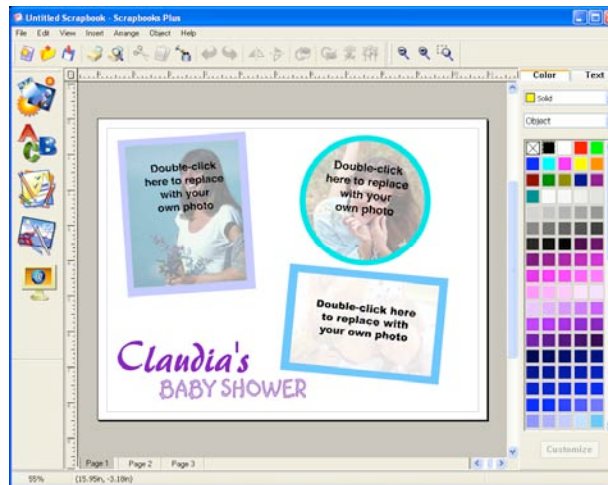 Untitled Scrapbook - Scrapbooks Plus
File Edit View Insert Arrange Object Help
Color Text
Solid
Object
ABC
Double-click
here to replace
with your
own photo
Double-click
here to replace
with your
own photo
Double-click here
to replace with
your own photo
Claudia's
BABY SHOWER
Customize
Page 1 Page 2 Page 3
55% (15.95in, -3.18in)